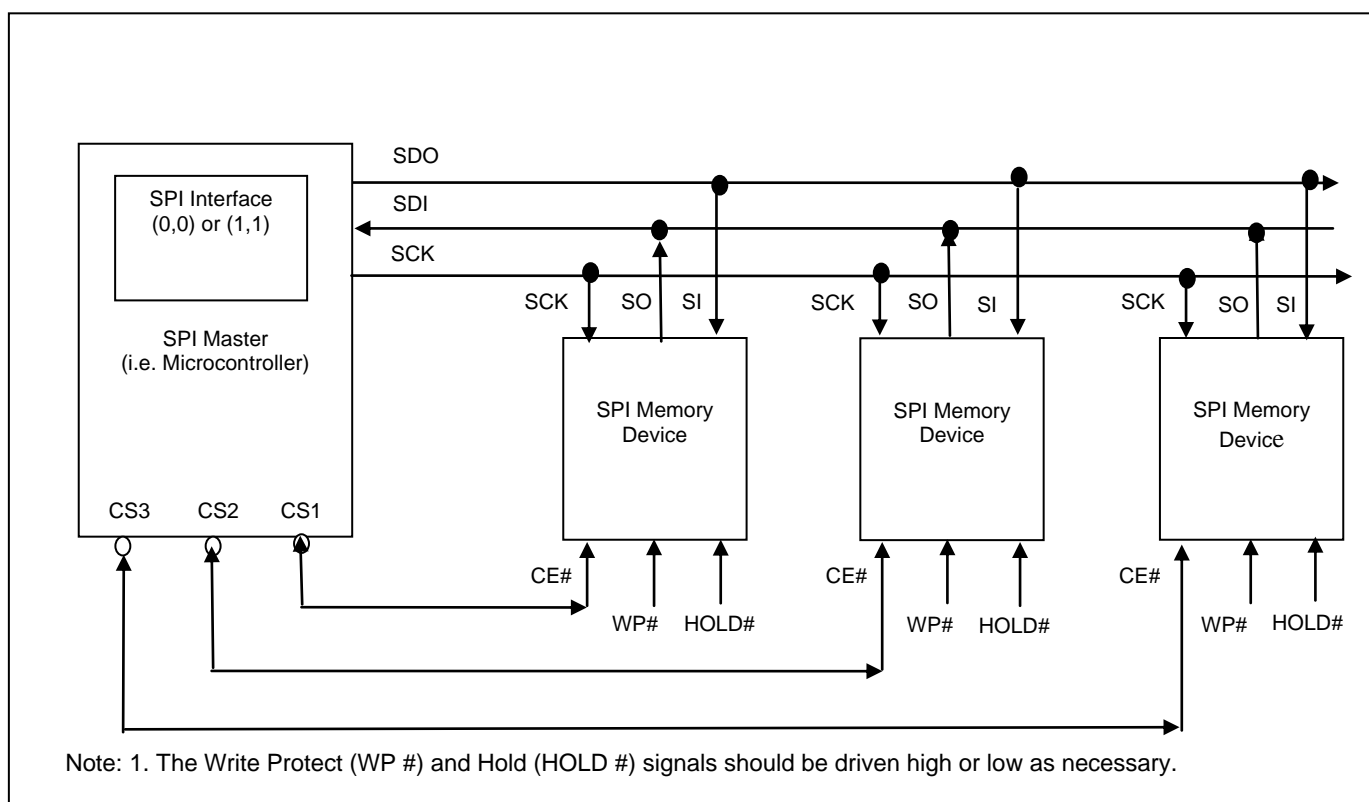 SDO
SPI Interface
(0,0) or (1,1)
SDI
SCK
SCK SO SI
SCK SO SI
SCK SO SI
SPI Master
(i.e. Microcontroller)
SPI Memory
Device
SPI Memory
Device
SPI Memory
Device
CS3 CS2 CS1
CE#
WP# HOLD#
CE#
WP# HOLD#
CE#
WP# HOLD#
Note: 1. The Write Protect (WP #) and Hold (HOLD #) signals should be driven high or low as necessary.